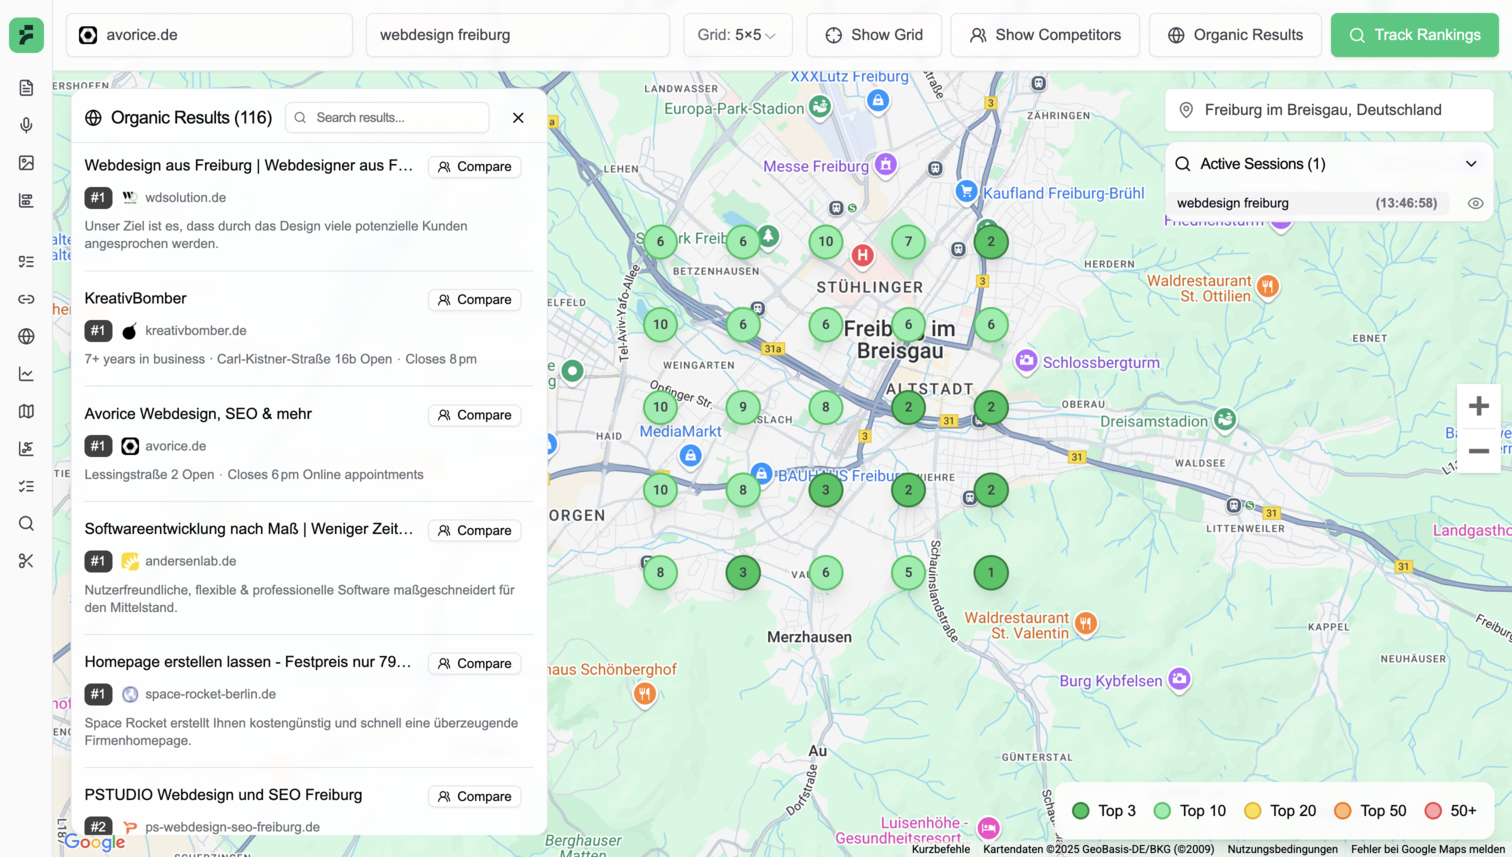 avorice.de
webdesign freiburg
Grid: 5×5
Show Grid
Show Competitors
Organic Results
Track Rankings
Organic Results (116)
Search results...
Webdesign aus Freiburg | Webdesigner aus F...
Compare
#1
wdsolution.de
Unser Ziel ist es, dass durch das Design viele potenzielle Kunden
angesprochen werden.
KreativBomber
Compare
#1
kreativbomber.de
7+ years in business · Carl-Kistner-Straße 16b Open · Closes 8 pm
Avorice Webdesign, SEO & mehr
Compare
#1
avorice.de
Lessingstraße 2 Open · Closes 6 pm Online appointments
Softwareentwicklung nach Maß | Weniger Zeit...
Compare
#1
andersenlab.de
Nutzerfreundliche, flexible & professionelle Software maßgeschneidert für
den Mittelstand.
Homepage erstellen lassen - Festpreis nur 79...
Compare
#1
space-rocket-berlin.de
Space Rocket erstellt Ihnen kostengünstig und schnell eine überzeugende
Firmenhomepage.
PSTUDIO Webdesign und SEO Freiburg
Compare
#2
ps-webdesign-seo-freiburg.de
Google
Freiburg im Breisgau, Deutschland
Active Sessions (1)
webdesign freiburg
(13:46:58)
XXXLutz Freiburg
LANDWASSER
Europa-Park-Stadion
3
ZÄHRINGEN
LEHEN
Messe Freiburg
Kaufland Freiburg-Brühl
6
6
10
7
2
BETZENHAUSEN
H
HERDERN
STÜHLINGER
3
Waldrestaurant
St. Ottilien
Tel-Aviv-Yafo-Allee
10
6
6
6
6
Freiburg im
Breisgau
31a
EBNET
WEINGARTEN
Schlossbergturm
Opfinger Str.
ALTSTADT
10
9
8
2
2
OBERAU
31
Dreisamstadion
HAID
MediaMarkt
3
31
WALDSEE
10
8
3
2
2
31
LITTENWEILER
Schauinslandstraße
31
8
3
6
5
1
Merzhausen
Waldrestaurant
St. Valentin
KAPPEL
NEUHÄUSER
Burg Kybfelsen
Au
GÜNTERSTAL
Dorfstraße
Luisenhöhe -
Gesundheitsresort
Berghauser
Matten
Top 3
Top 10
Top 20
Top 50
50+
Kurzbefehle
Kartendaten ©2025 GeoBasis-DE/BKG (©2009)
Nutzungsbedingungen
Fehler bei Google Maps melden